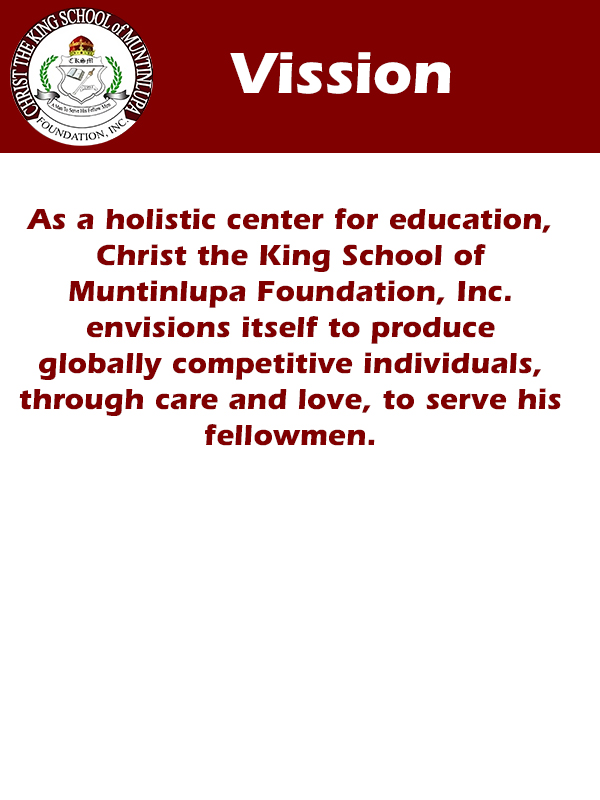 CHRIST THE KING SCHOOL of MUNTINLUPA
FOUNDATION, INC.
CKSM
A Man To Serve His Fellow Men
Vission
As a holistic center for education,
Christ the King School of
Muntinlupa Foundation, Inc.
envisions itself to produce
globally competitive individuals,
through care and love, to serve his
fellowmen.